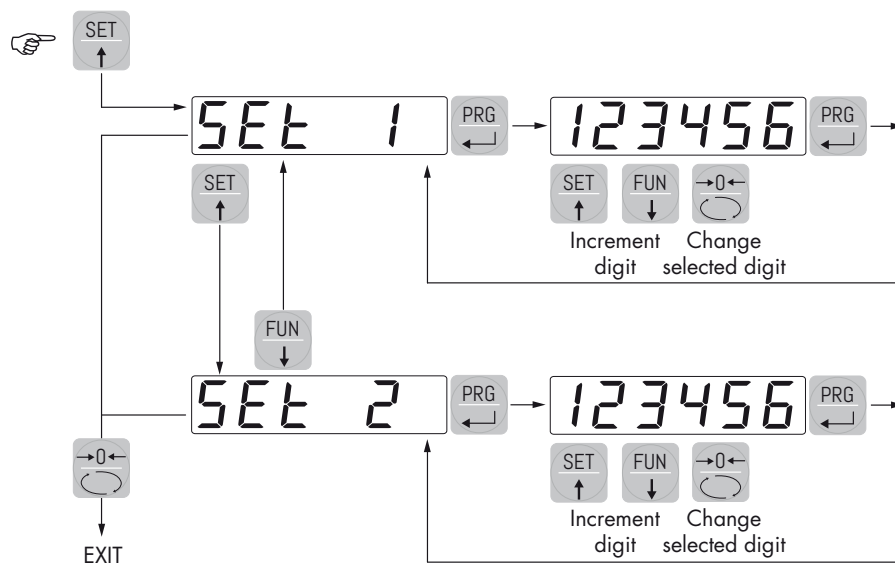 SET
SEt 1
PRG
123456
PRG
SET
SET
FUN
→0←
Increment
digit
Change
selected digit
FUN
SEt 2
PRG
123456
PRG
→0←
SET
FUN
→0←
Increment
digit
Change
selected digit
EXIT